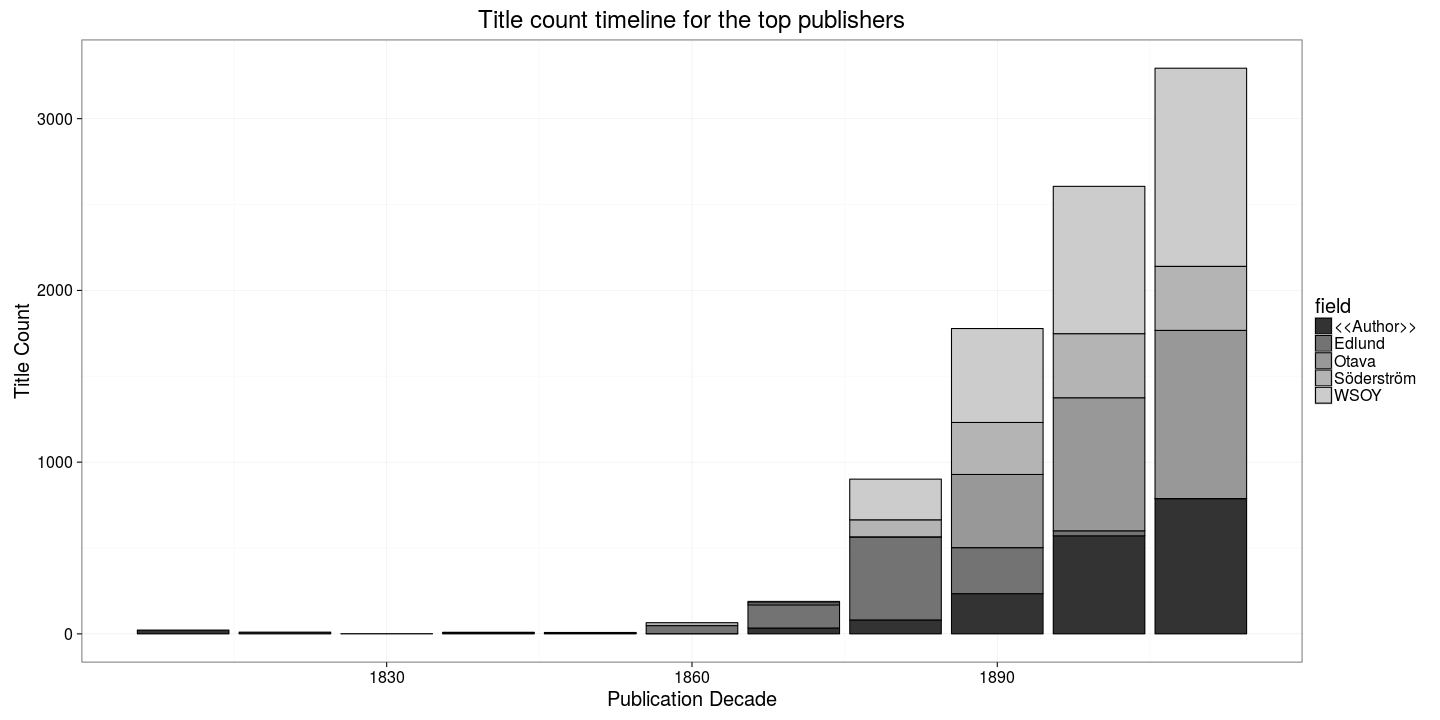 Title count timeline for the top publishers
Title Count
3000
2000
1000
0
1830
1860
1890
Publication Decade
field
<<Author>>
Edlund
Otava
Söderström
WSOY